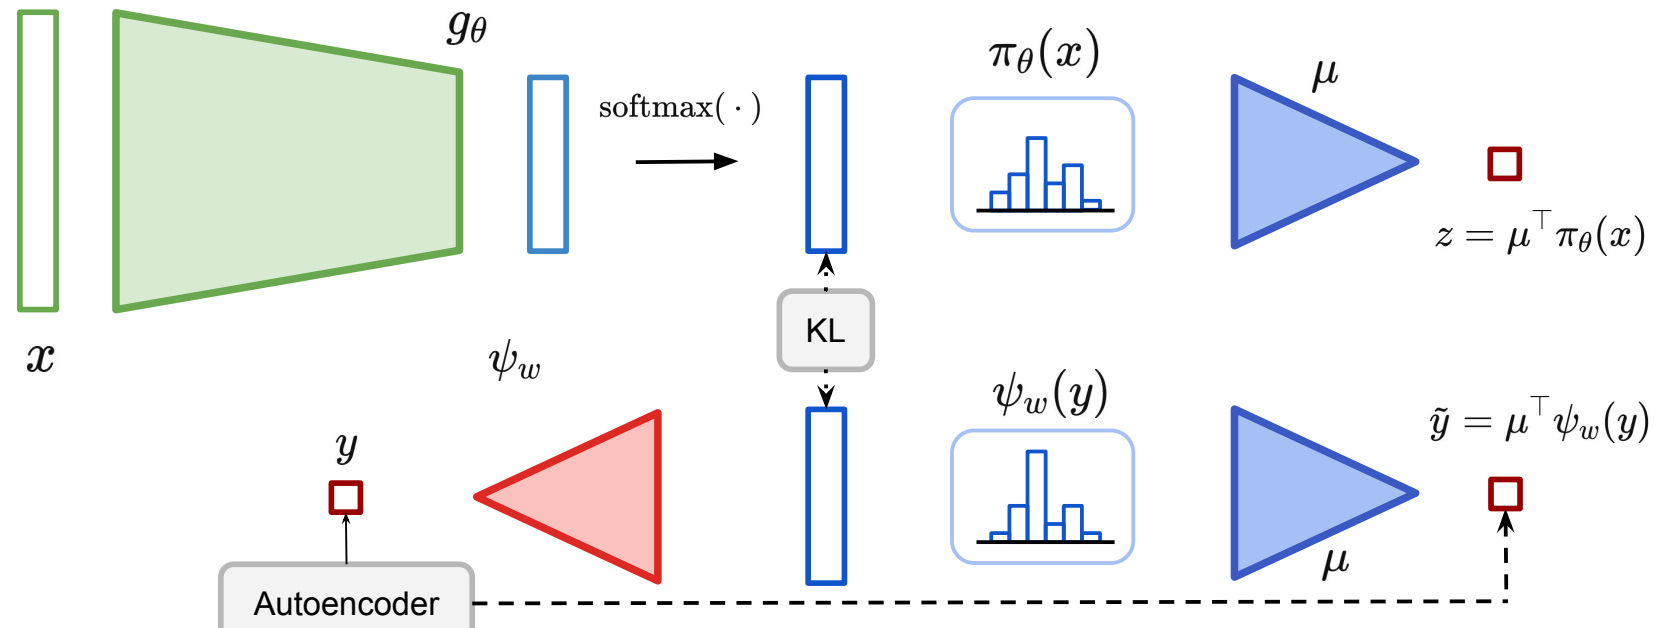 g_θ
softmax( · )
π_θ(x)
μ
z = μ^⊤ π_θ(x)
x
KL
ψ_w
ψ_w(y)
ỹ = μ^⊤ ψ_w(y)
y
μ
Autoencoder